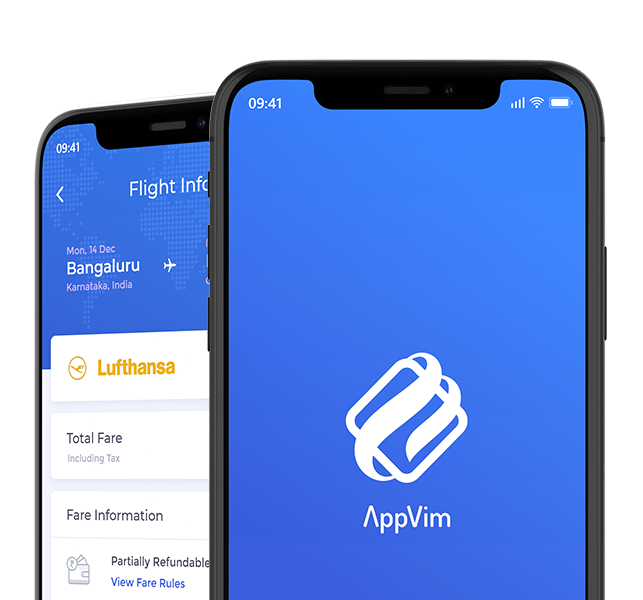 09:41
Flight Info
Mon, 14 Dec
Bangaluru
Karnataka, India
Lufthansa
Total Fare
Including Tax
Fare Information
Partially Refundable
View Fare Rules
09:41
AppVim